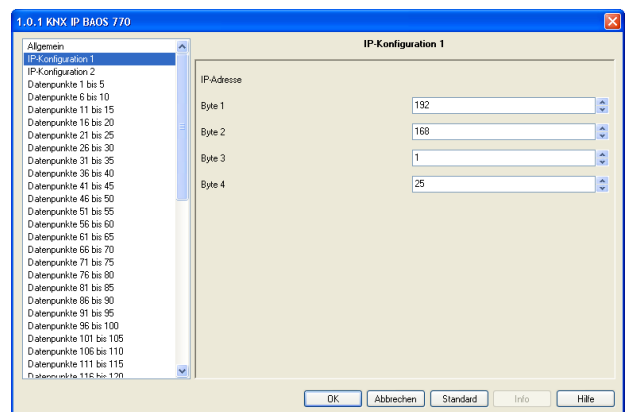 1.0.1 KNX IP BAOS 770
Allgemein
IP-Konfiguration 1
IP-Konfiguration 2
Datenpunkte 1 bis 5
Datenpunkte 6 bis 10
Datenpunkte 11 bis 15
Datenpunkte 16 bis 20
Datenpunkte 21 bis 25
Datenpunkte 26 bis 30
Datenpunkte 31 bis 35
Datenpunkte 36 bis 40
Datenpunkte 41 bis 45
Datenpunkte 46 bis 50
Datenpunkte 51 bis 55
Datenpunkte 56 bis 60
Datenpunkte 61 bis 65
Datenpunkte 66 bis 70
Datenpunkte 71 bis 75
Datenpunkte 76 bis 80
Datenpunkte 81 bis 85
Datenpunkte 86 bis 90
Datenpunkte 91 bis 95
Datenpunkte 96 bis 100
Datenpunkte 101 bis 105
Datenpunkte 106 bis 110
Datenpunkte 111 bis 115
Datenpunkte 116 bis 120
IP-Konfiguration 1
IP-Adresse
Byte 1 192
Byte 2 168
Byte 3 1
Byte 4 25
OK Abbrechen Standard Info Hilfe